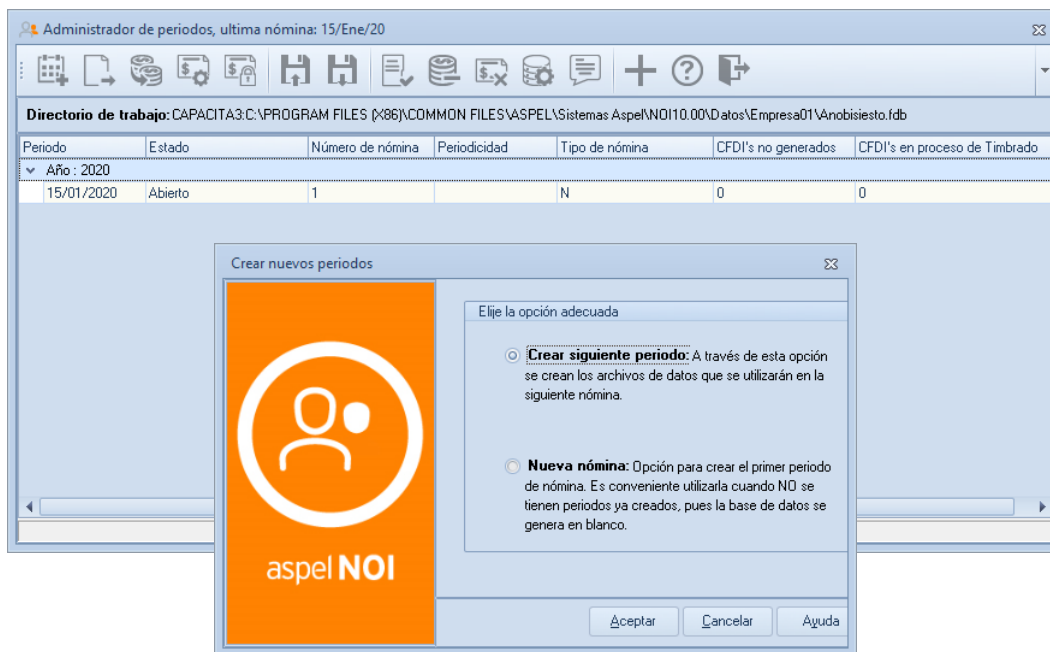 Administrador de periodos, ultima nómina: 15/Ene/20
Directorio de trabajo: CAPACITA3:C:\PROGRAM FILES (X86)\COMMON FILES\ASPEL\Sistemas Aspel\NOI10.00\Datos\Empresa01\Anobisiesto.fdb
Periodo Estado Número de nómina Periodicidad Tipo de nómina CFDI's no generados CFDI's en proceso de Timbrado
Año : 2020
15/01/2020 Abierto 1 N 0 0
Crear nuevos periodos
Elije la opción adecuada
Crear siguiente periodo: A través de esta opción
se crean los archivos de datos que se utilizarán en la
siguiente nómina.
Nueva nómina: Opción para crear el primer periodo
de nómina. Es conveniente utilizarla cuando NO se
tienen periodos ya creados, pues la base de datos se
genera en blanco.
aspel NOI
Aceptar Cancelar Ayuda